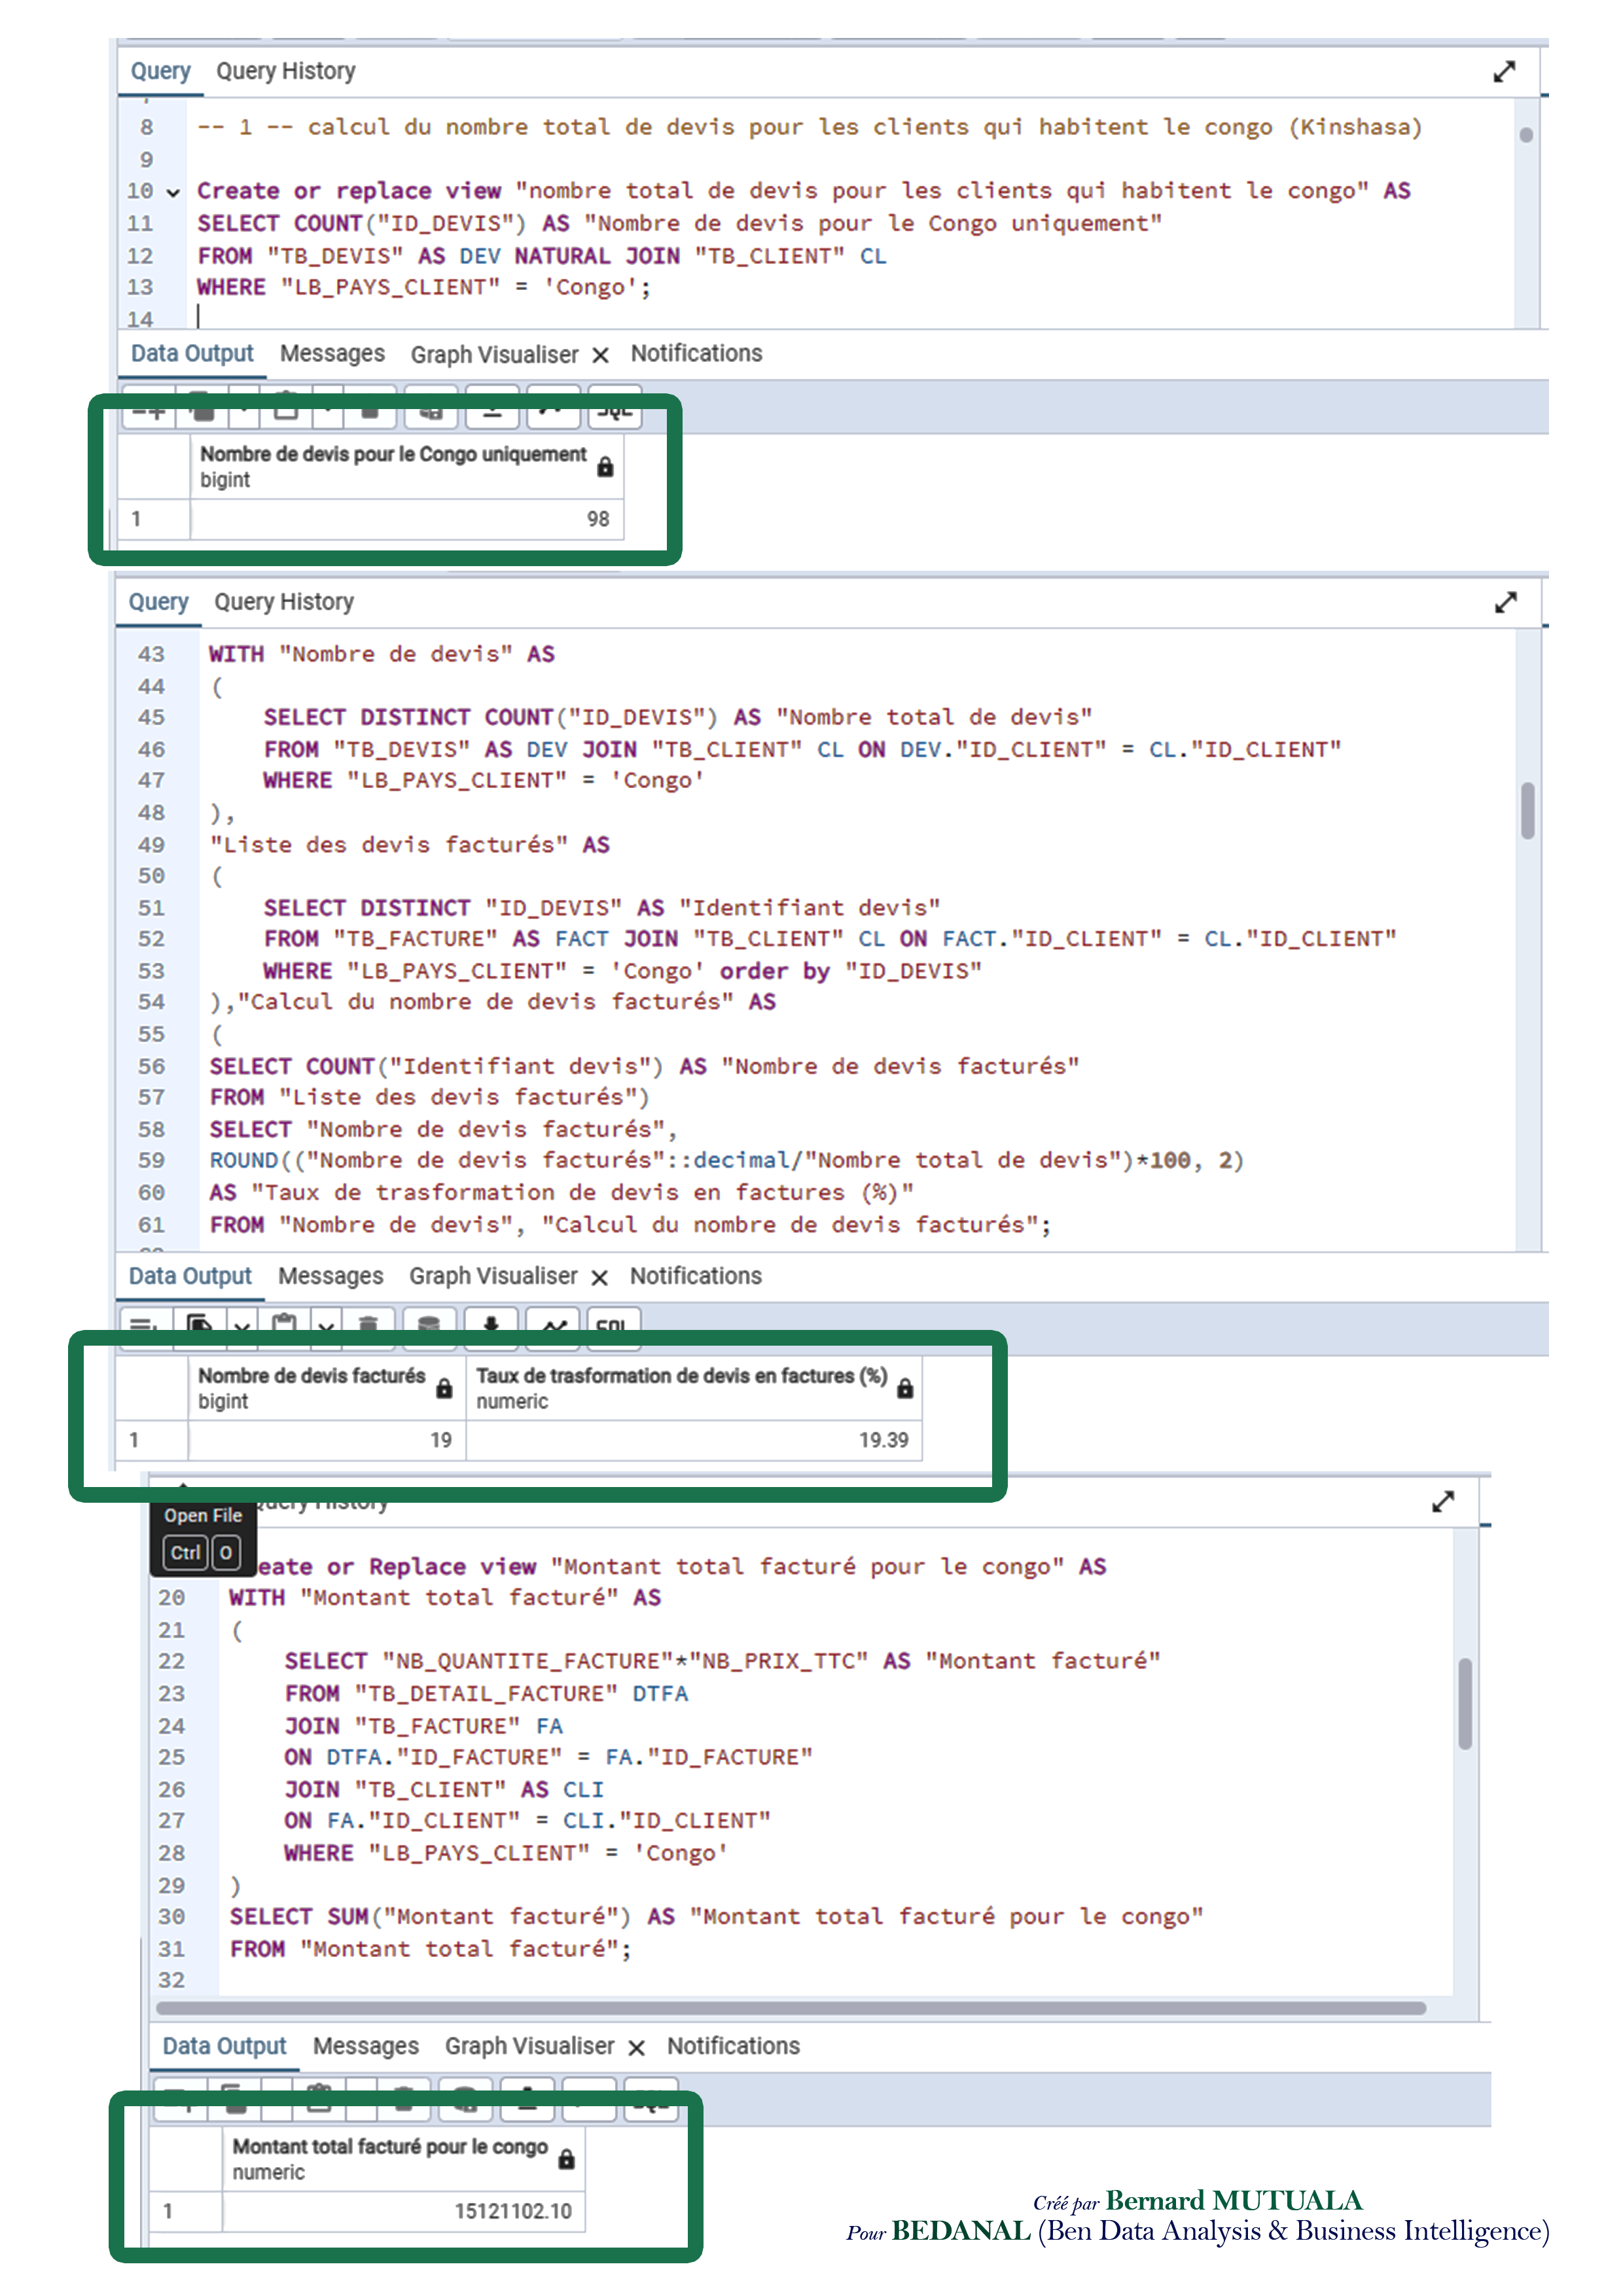 Query Query History
8 -- 1 -- calcul du nombre total de devis pour les clients qui habitent le congo (Kinshasa)
9
10 Create or replace view "nombre total de devis pour les clients qui habitent le congo" AS
11 SELECT COUNT("ID_DEVIS") AS "Nombre de devis pour le Congo uniquement"
12 FROM "TB_DEVIS" AS DEV NATURAL JOIN "TB_CLIENT" CL
13 WHERE "LB_PAYS_CLIENT" = 'Congo';
14
Data Output Messages Graph Visualiser × Notifications
SQL
Nombre de devis pour le Congo uniquement
bigint
1 98
Query Query History
43 WITH "Nombre de devis" AS
44 (
45 SELECT DISTINCT COUNT("ID_DEVIS") AS "Nombre total de devis"
46 FROM "TB_DEVIS" AS DEV JOIN "TB_CLIENT" CL ON DEV."ID_CLIENT" = CL."ID_CLIENT"
47 WHERE "LB_PAYS_CLIENT" = 'Congo'
48 ),
49 "Liste des devis facturés" AS
50 (
51 SELECT DISTINCT "ID_DEVIS" AS "Identifiant devis"
52 FROM "TB_FACTURE" AS FACT JOIN "TB_CLIENT" CL ON FACT."ID_CLIENT" = CL."ID_CLIENT"
53 WHERE "LB_PAYS_CLIENT" = 'Congo' order by "ID_DEVIS"
54 ),"Calcul du nombre de devis facturés" AS
55 (
56 SELECT COUNT("Identifiant devis") AS "Nombre de devis facturés"
57 FROM "Liste des devis facturés")
58 SELECT "Nombre de devis facturés",
59 ROUND(("Nombre de devis facturés"::decimal/"Nombre total de devis")*100, 2)
60 AS "Taux de trasformation de devis en factures (%)"
61 FROM "Nombre de devis", "Calcul du nombre de devis facturés";
Data Output Messages Graph Visualiser × Notifications
SQL
Nombre de devis facturés Taux de trasformation de devis en factures (%)
bigint numeric
1 19 19.39
Query History
Open File
Ctrl O
eate or Replace view "Montant total facturé pour le congo" AS
20 WITH "Montant total facturé" AS
21 (
22 SELECT "NB_QUANTITE_FACTURE"*"NB_PRIX_TTC" AS "Montant facturé"
23 FROM "TB_DETAIL_FACTURE" DTFA
24 JOIN "TB_FACTURE" FA
25 ON DTFA."ID_FACTURE" = FA."ID_FACTURE"
26 JOIN "TB_CLIENT" AS CLI
27 ON FA."ID_CLIENT" = CLI."ID_CLIENT"
28 WHERE "LB_PAYS_CLIENT" = 'Congo'
29 )
30 SELECT SUM("Montant facturé") AS "Montant total facturé pour le congo"
31 FROM "Montant total facturé";
32
Data Output Messages Graph Visualiser × Notifications
SQL
Montant total facturé pour le congo
numeric
1 15121102.10
Créé par Bernard MUTUALA
Pour BEDANAL (Ben Data Analysis & Business Intelligence)